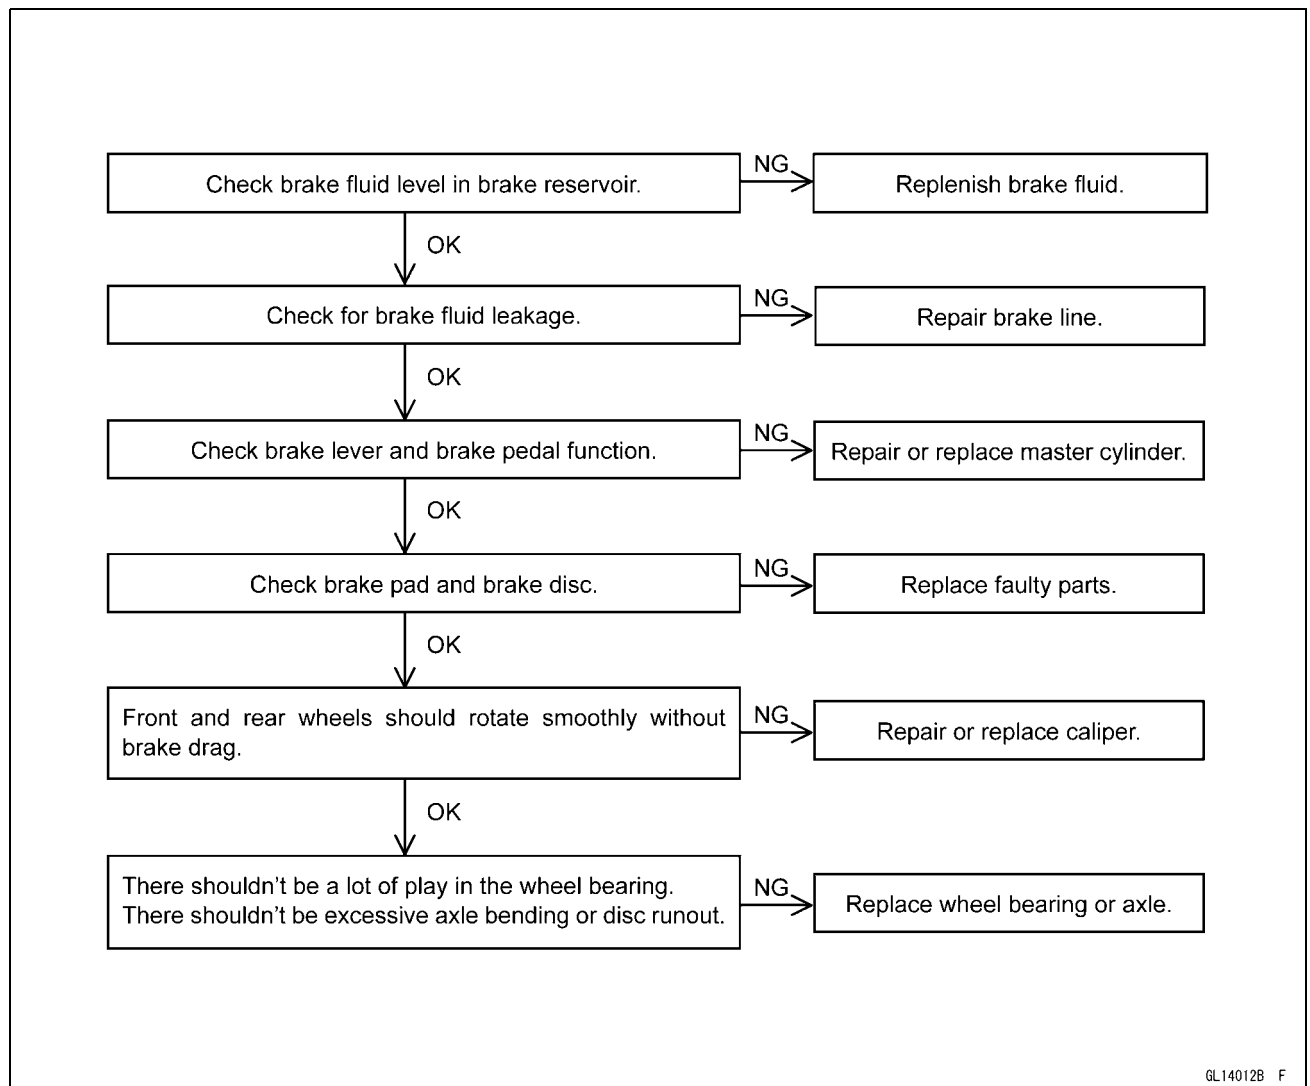 Check brake fluid level in brake reservoir.
NG
Replenish brake fluid.
OK
Check for brake fluid leakage.
NG
Repair brake line.
OK
Check brake lever and brake pedal function.
NG
Repair or replace master cylinder.
OK
Check brake pad and brake disc.
NG
Replace faulty parts.
OK
Front and rear wheels should rotate smoothly without
brake drag.
NG
Repair or replace caliper.
OK
There shouldn't be a lot of play in the wheel bearing.
There shouldn't be excessive axle bending or disc runout.
NG
Replace wheel bearing or axle.
GL14012B F